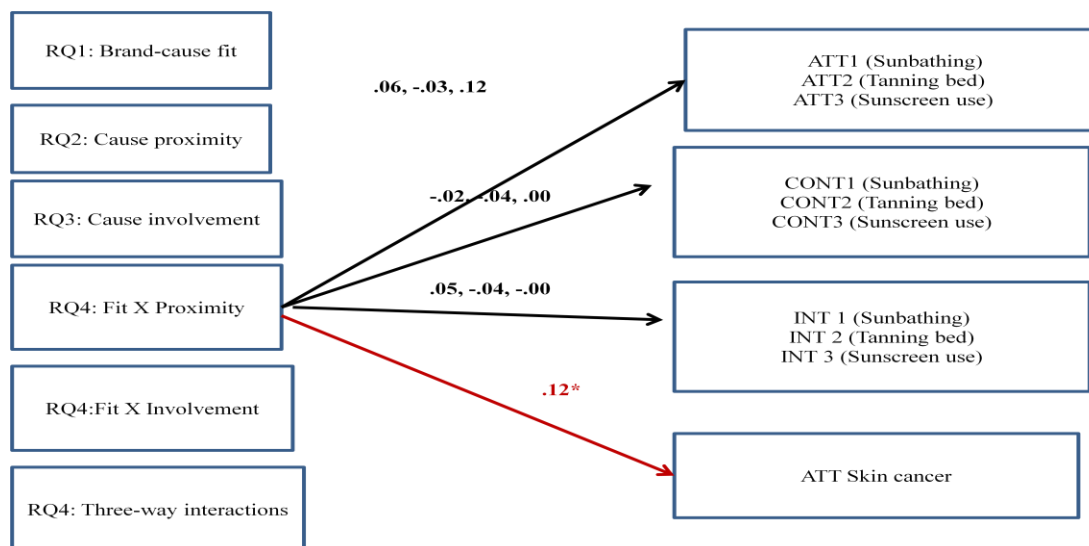 RQ1: Brand-cause fit
RQ2: Cause proximity
RQ3: Cause involvement
RQ4: Fit X Proximity
RQ4:Fit X Involvement
RQ4: Three-way interactions
.06, -.03, .12
-.02, -.04, .00
.05, -.04, -.00
.12*
ATT1 (Sunbathing)
ATT2 (Tanning bed)
ATT3 (Sunscreen use)
CONT1 (Sunbathing)
CONT2 (Tanning bed)
CONT3 (Sunscreen use)
INT 1 (Sunbathing)
INT 2 (Tanning bed)
INT 3 (Sunscreen use)
ATT Skin cancer